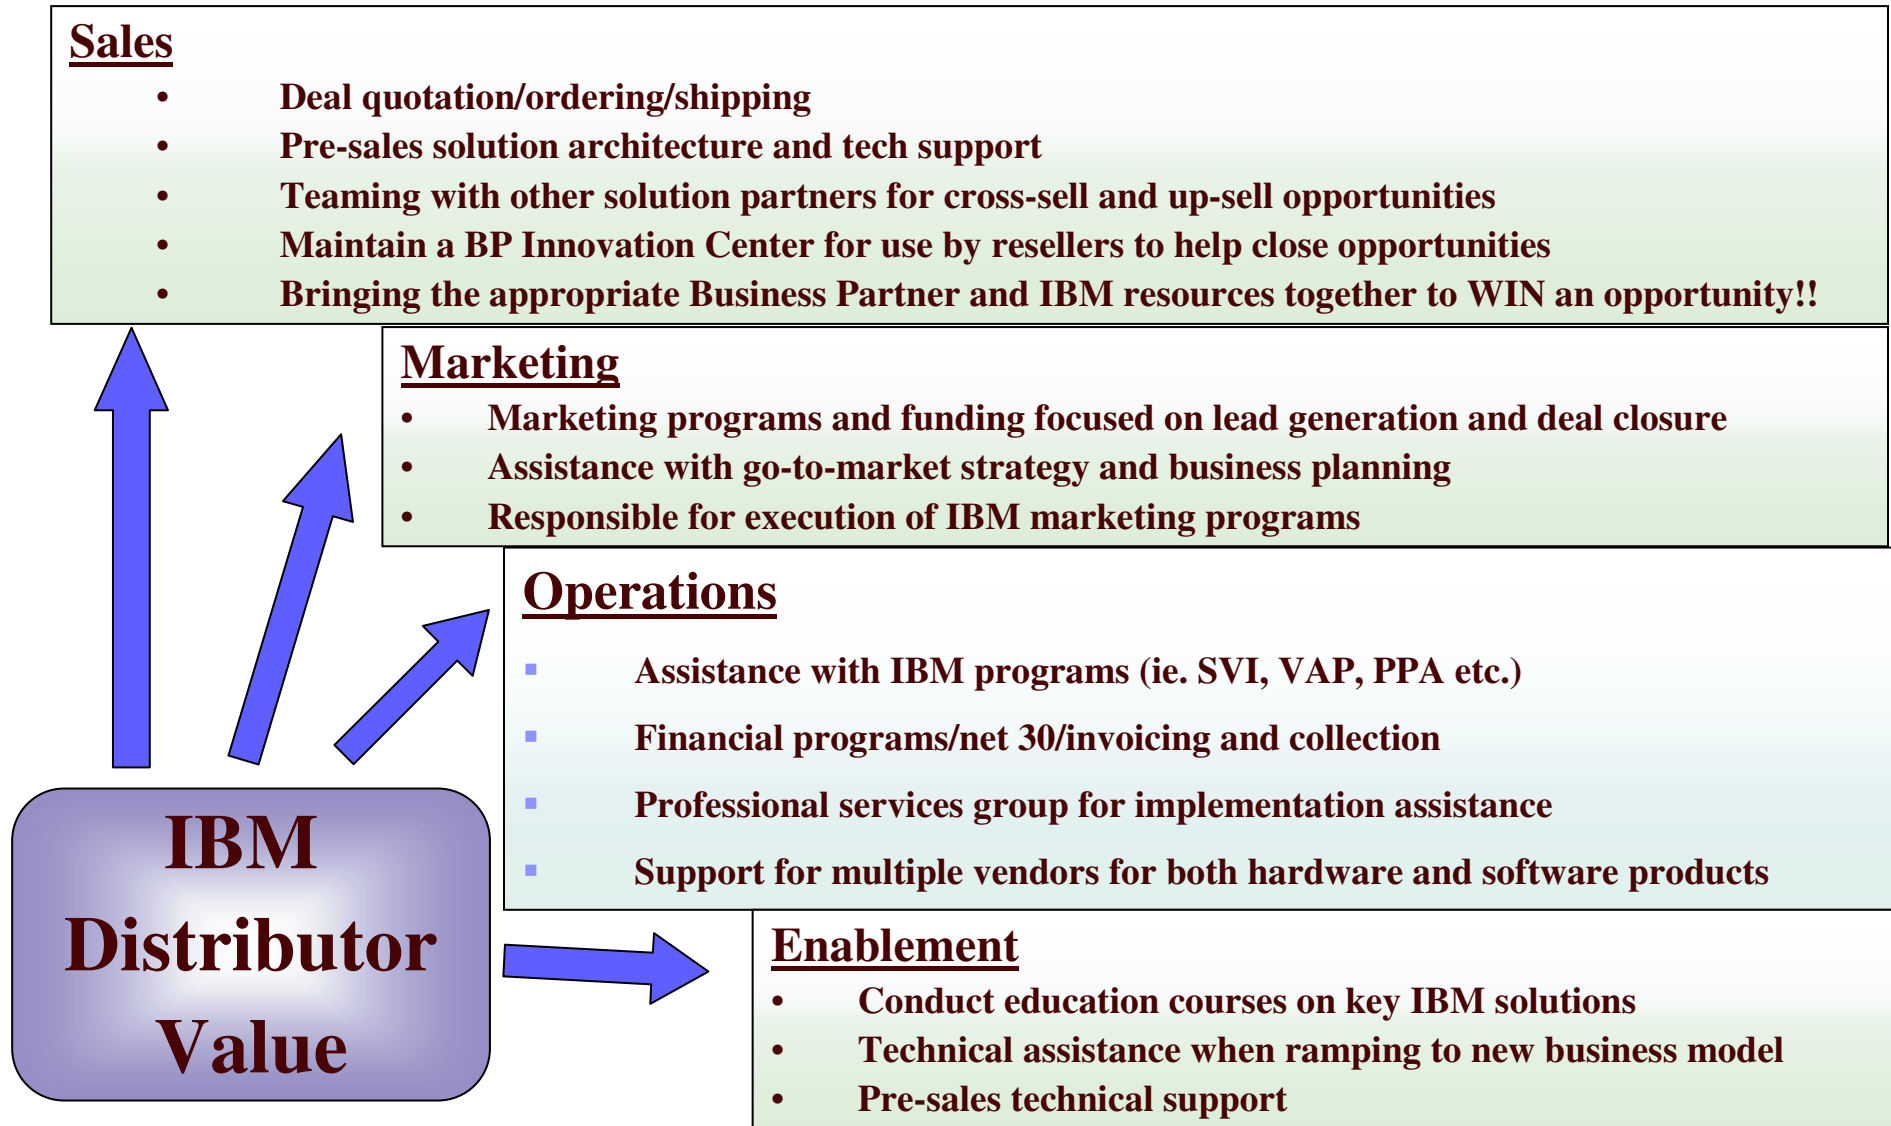 Sales
• Deal quotation/ordering/shipping
• Pre-sales solution architecture and tech support
• Teaming with other solution partners for cross-sell and up-sell opportunities
• Maintain a BP Innovation Center for use by resellers to help close opportunities
• Bringing the appropriate Business Partner and IBM resources together to WIN an opportunity!!
Marketing
• Marketing programs and funding focused on lead generation and deal closure
• Assistance with go-to-market strategy and business planning
• Responsible for execution of IBM marketing programs
Operations
▪ Assistance with IBM programs (ie. SVI, VAP, PPA etc.)
▪ Financial programs/net 30/invoicing and collection
▪ Professional services group for implementation assistance
▪ Support for multiple vendors for both hardware and software products
Enablement
• Conduct education courses on key IBM solutions
• Technical assistance when ramping to new business model
• Pre-sales technical support
IBM
Distributor
Value